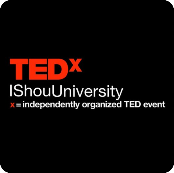 TEDx
IShouUniversity
x = independently organized TED event